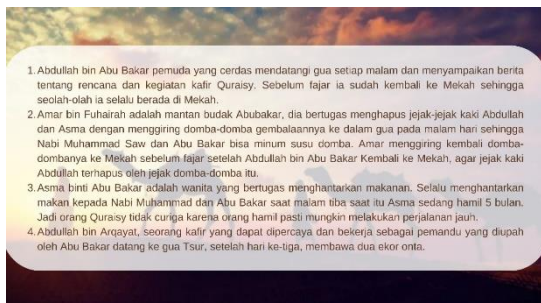 1. Abdullah bin Abu Bakar pemuda yang cerdas mendatangi gua setiap malam dan menyampaikan berita
tentang rencana dan kegiatan kafir Quraisy. Sebelum fajar ia sudah kembali ke Mekah sehingga
seolah-olah ia selalu berada di Mekah.
2. Amar bin Fuhairah adalah mantan budak Abubakar, dia bertugas menghapus jejak-jejak kaki Abdullah
dan Asma dengan menggiring domba-domba gembalaannya ke dalam gua pada malam hari sehingga
Nabi Muhammad Saw dan Abu Bakar bisa minum susu domba. Amar menggiring kembali domba-
dombanya ke Mekah sebelum fajar setelah Abdullah bin Abu Bakar Kembali ke Mekah, agar jejak kaki
Abdullah terhapus oleh jejak domba-domba itu.
3. Asma binti Abu Bakar adalah wanita yang bertugas menghantarkan makanan. Selalu menghantarkan
makan kepada Nabi Muhammad dan Abu Bakar saat malam tiba saat itu Asma sedang hamil 5 bulan.
Jadi orang Quraisy tidak curiga karena orang hamil pasti mungkin melakukan perjalanan jauh.
4. Abdullah bin Arqayat, seorang kafir yang dapat dipercaya dan bekerja sebagai pemandu yang diupah
oleh Abu Bakar datang ke gua Tsur, setelah hari ke-tiga, membawa dua ekor onta.